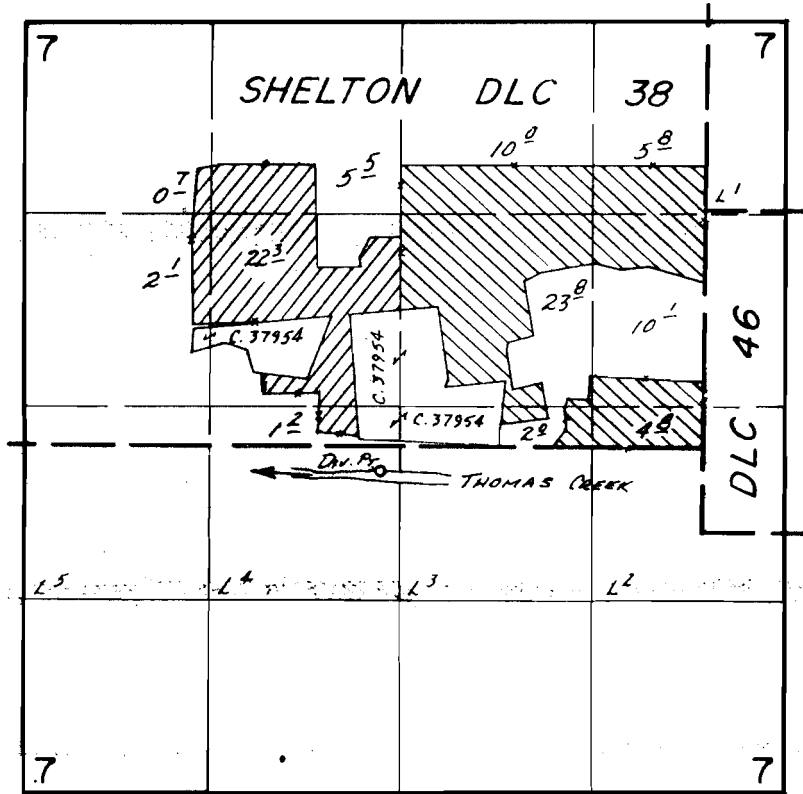 7 7
SHELTON DLC 38
10 0 5 8
0 7 5 5
L1
2 1 22 3
23 8
10 1
C. 37954
C. 37954
C. 37954
DLC 46
1 2 2 8 4 8
DIV. PT.
THOMAS CREEK
L5 L4 L3 L2
7 7